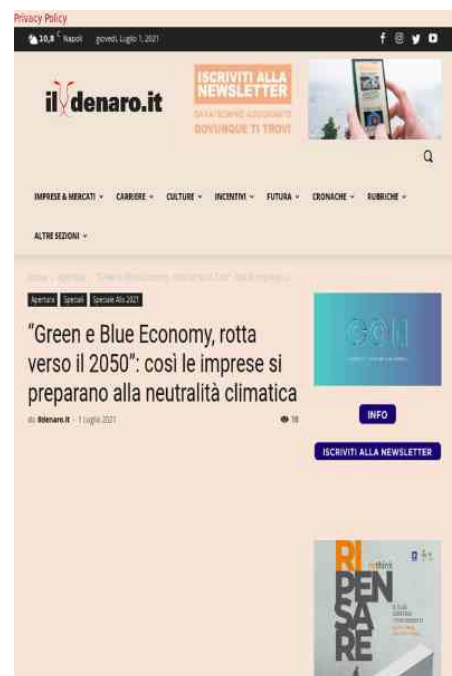 Privacy Policy
30,8 C Napoli giovedì, Luglio 1, 2021
il denaro.it
ISCRIVITI ALLA
NEWSLETTER
DOVUNQUE TI TROVI
IMPRESE & MERCATI CARRIERE CULTURE INCENTIVI FUTURA CRONACHE RUBRICHE
ALTRE SEZIONI
Apertura Speciali Speciale Alis 2021
“Green e Blue Economy, rotta
verso il 2050”: così le imprese si
preparano alla neutralità climatica
da ildenaro.it - 1 Luglio 2021
INFO
ISCRIVITI ALLA NEWSLETTER
RI
PEN
SA
RE